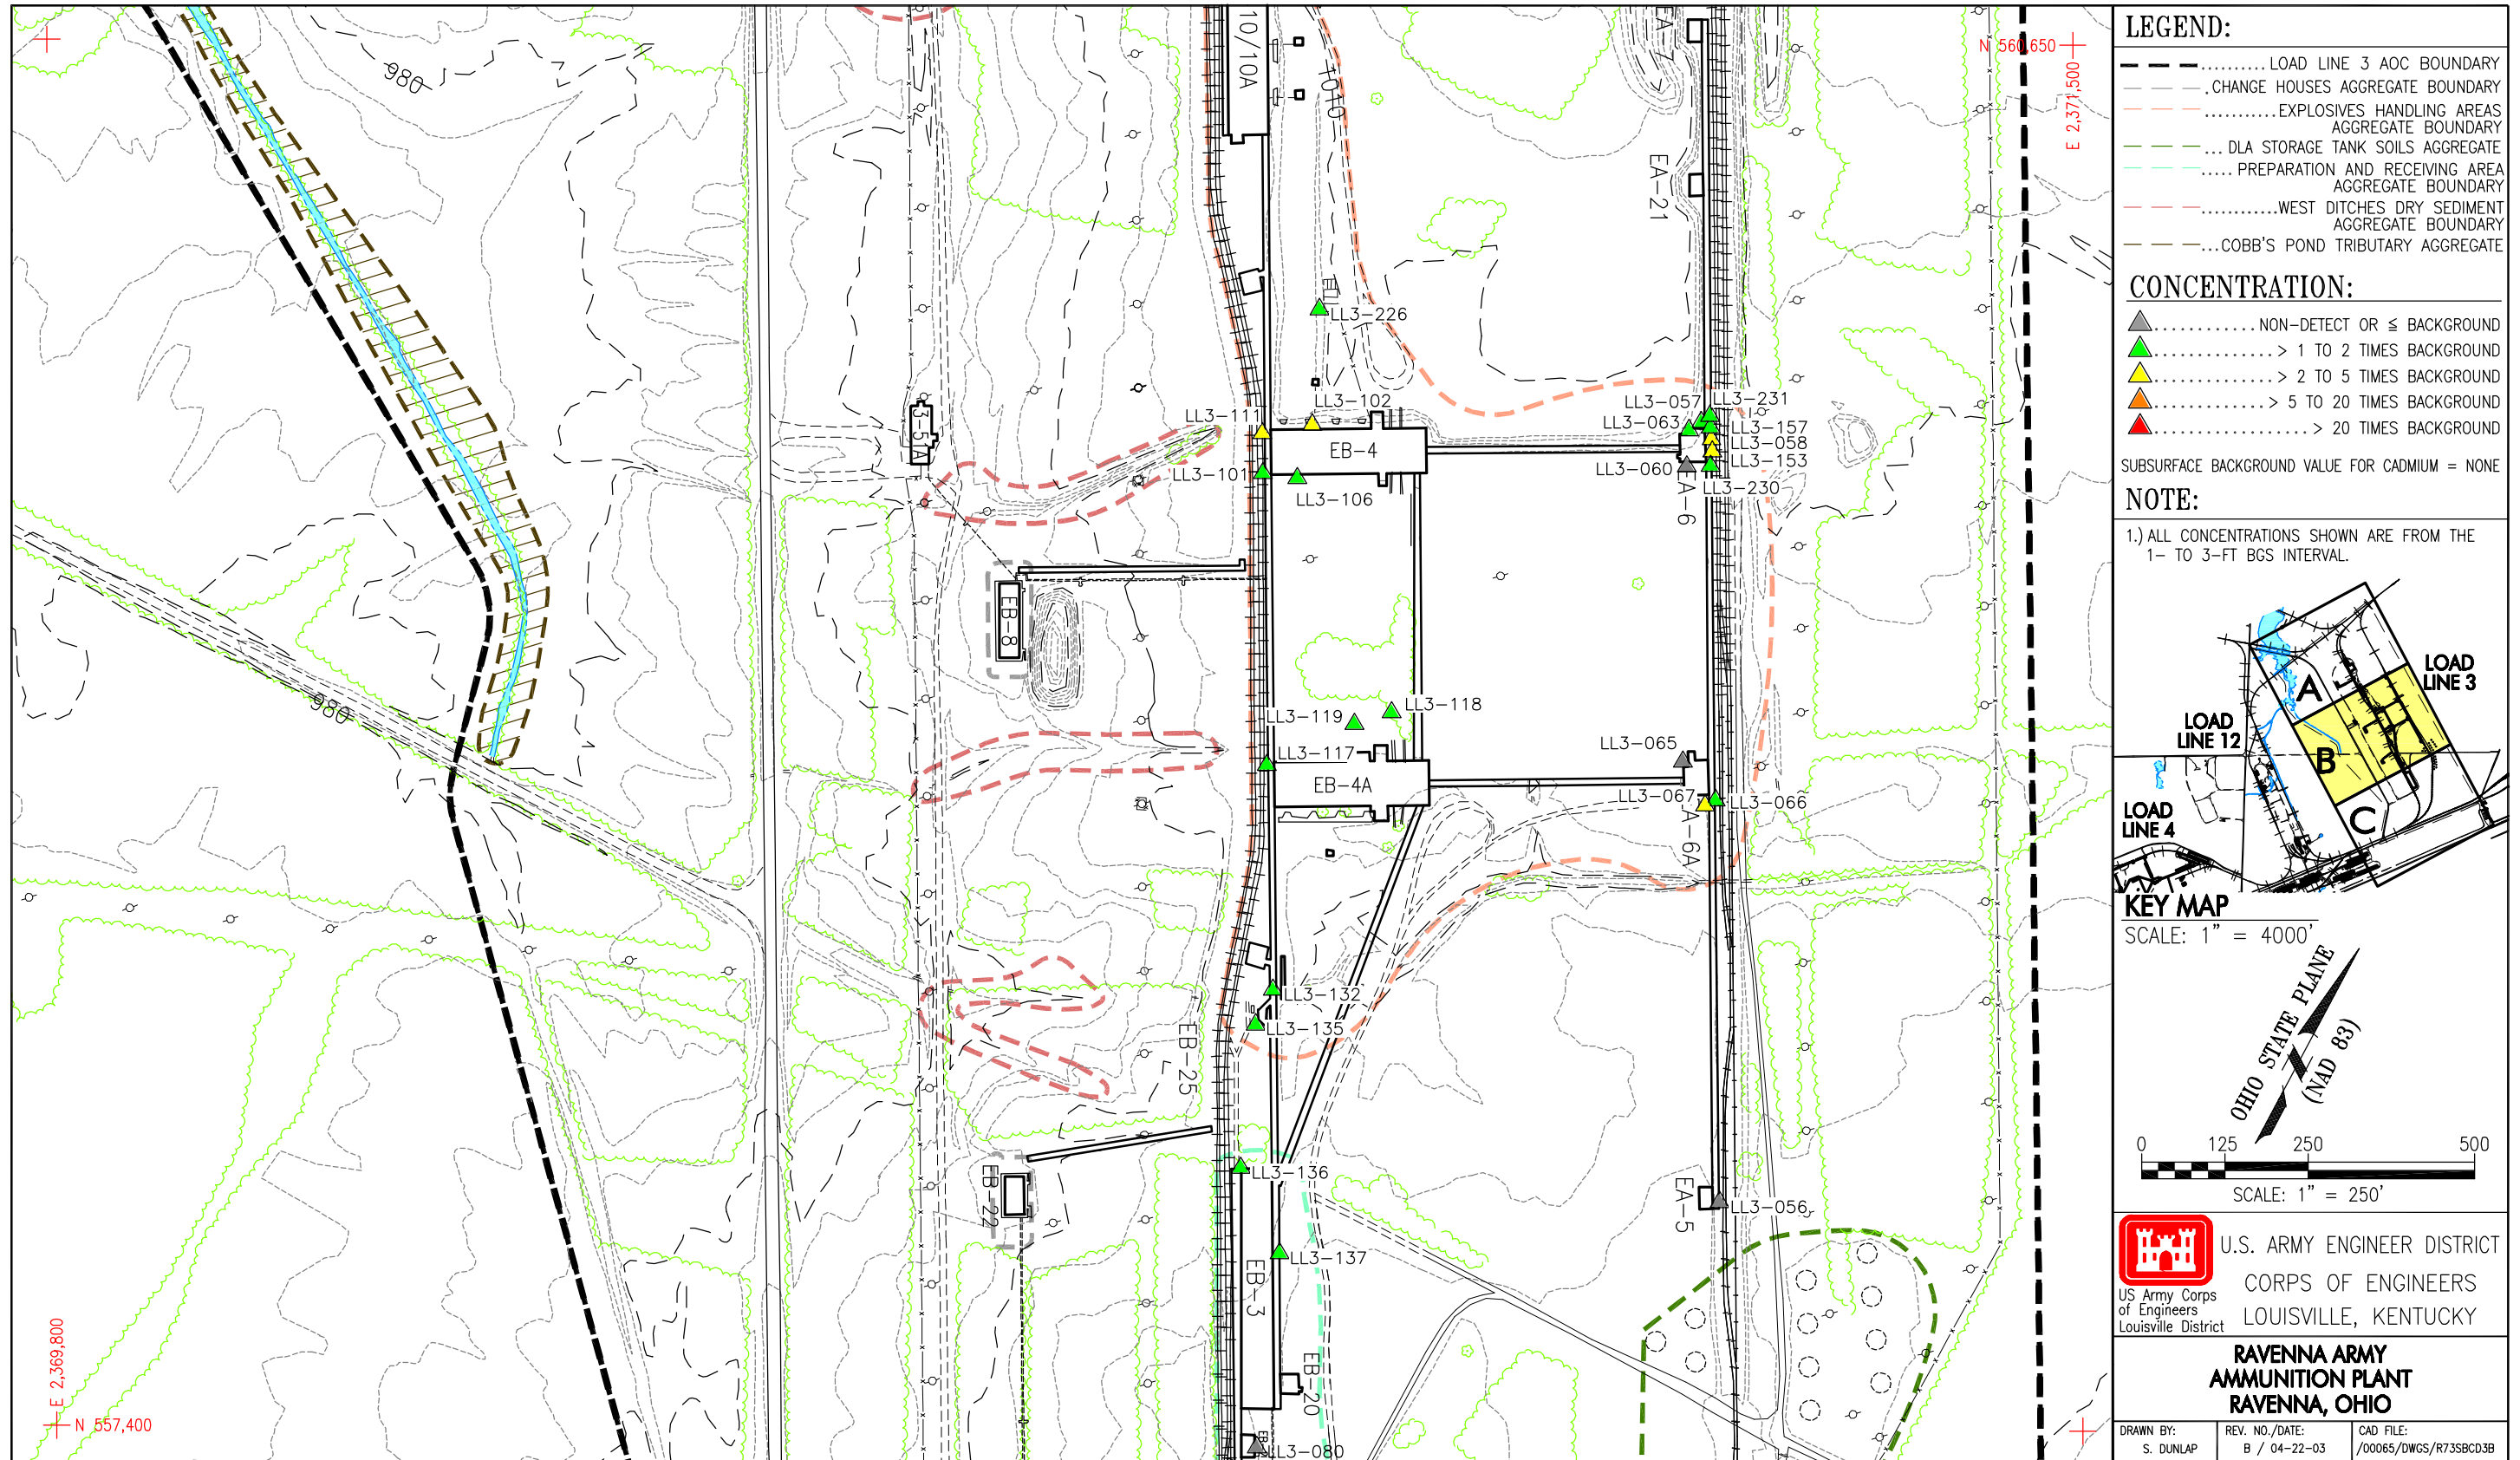 980
10/10A
1010
EA-21
EA-7
N 560,650
E 2,371,500
LL3-226
LL3-102
LL3-111
3-51A
EB-4
LL3-101
LL3-106
LL3-057
LL3-231
LL3-063
LL3-157
LL3-058
LL3-060
LL3-153
LL3-230
EA-6
EB-8
980
LL3-119
LL3-118
LL3-117
EB-4A
LL3-065
LL3-067
LL3-066
A-6A
LL3-132
LL3-135
EB-25
LL3-136
EB-22
EA-5
LL3-056
LL3-137
EB-3
EB-20
LL3-080
E 2,369,800
N 557,400
LEGEND:
.......... LOAD LINE 3 AOC BOUNDARY
. CHANGE HOUSES AGGREGATE BOUNDARY
........... EXPLOSIVES HANDLING AREAS
AGGREGATE BOUNDARY
... DLA STORAGE TANK SOILS AGGREGATE
..... PREPARATION AND RECEIVING AREA
AGGREGATE BOUNDARY
............WEST DITCHES DRY SEDIMENT
AGGREGATE BOUNDARY
...COBB'S POND TRIBUTARY AGGREGATE
CONCENTRATION:
............ NON-DETECT OR ≤ BACKGROUND
.............. > 1 TO 2 TIMES BACKGROUND
.............. > 2 TO 5 TIMES BACKGROUND
............. > 5 TO 20 TIMES BACKGROUND
.................. > 20 TIMES BACKGROUND
SUBSURFACE BACKGROUND VALUE FOR CADMIUM = NONE
NOTE:
1.) ALL CONCENTRATIONS SHOWN ARE FROM THE
1- TO 3-FT BGS INTERVAL.
LOAD
LINE 3
A
LOAD
LINE 12
B
LOAD
LINE 4
C
KEY MAP
SCALE: 1" = 4000'
OHIO STATE PLANE
(NAD 83)
0 125 250 500
SCALE: 1" = 250'
US Army Corps
of Engineers
Louisville District
U.S. ARMY ENGINEER DISTRICT
CORPS OF ENGINEERS
LOUISVILLE, KENTUCKY
RAVENNA ARMY
AMMUNITION PLANT
RAVENNA, OHIO
DRAWN BY:
S. DUNLAP
REV. NO./DATE:
B / 04-22-03
CAD FILE:
/00065/DWGS/R73SBCD3B